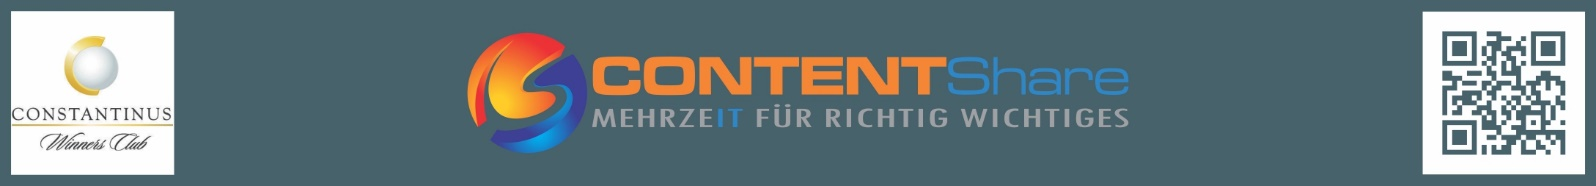 CONSTANTINUS
Winners Club
CONTENTShare
MEHRZEIT FÜR RICHTIG WICHTIGES